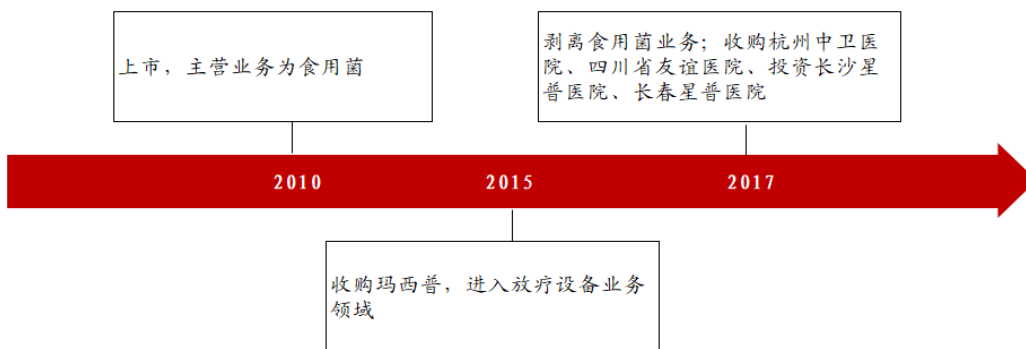 上市，主营业务为食用菌
剥离食用菌业务；收购杭州中卫医
院、四川省友谊医院、投资长沙星
普医院、长春星普医院
2010
2015
2017
收购玛西普，进入放疗设备业务
领域